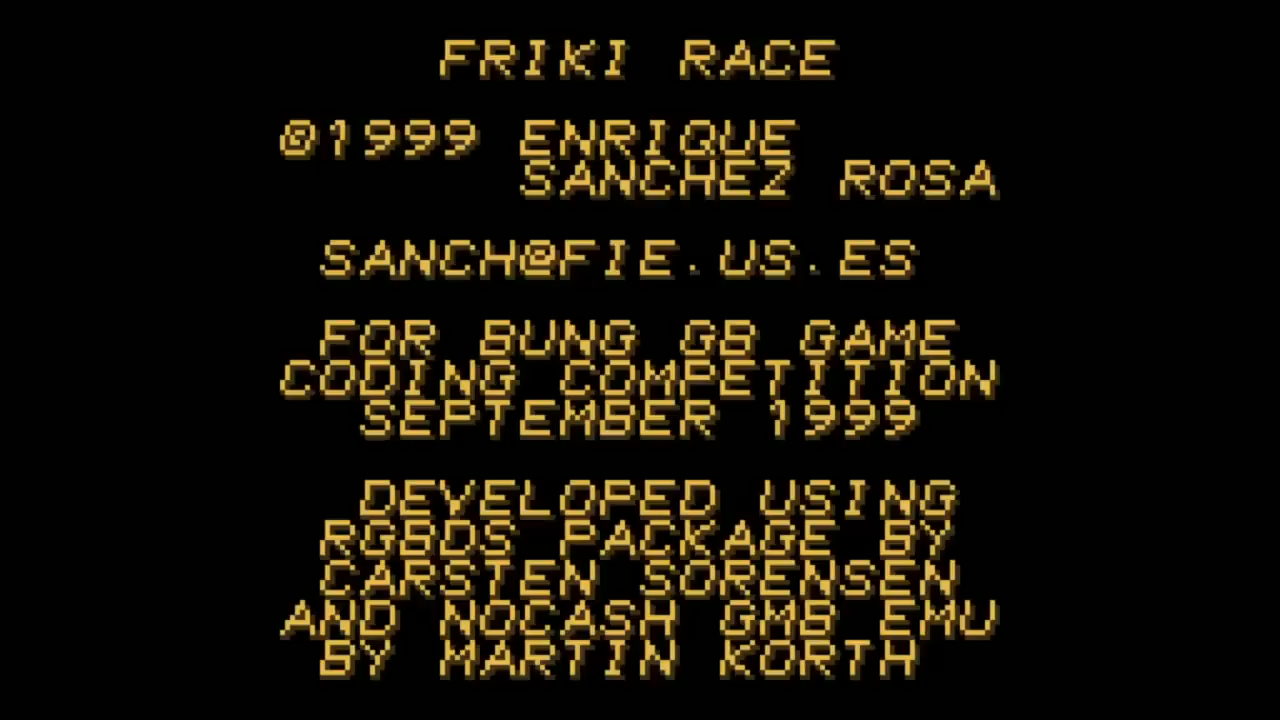 FRIKI RACE
@1999 ENRIQUE
SANCHEZ ROSA
SANCH@FIE.US.ES
FOR BUNG GB GAME
CODING COMPETITION
SEPTEMBER 1999
DEVELOPED USING
RGBDS PACKAGE BY
CARSTEN SORENSEN
AND NOCASH GMB EMU
BY MARTIN KORTH